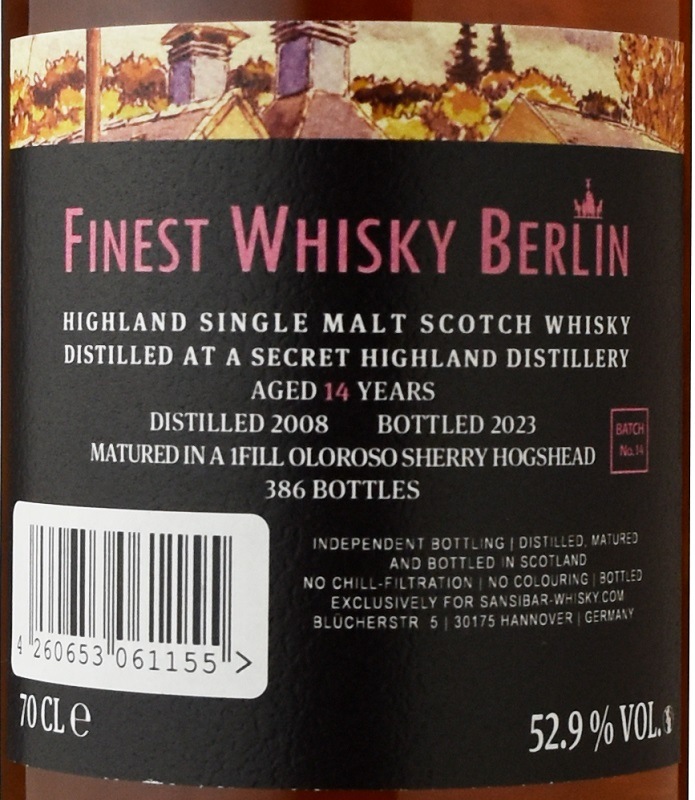 FINEST WHISKY BERLIN
HIGHLAND SINGLE MALT SCOTCH WHISKY
DISTILLED AT A SECRET HIGHLAND DISTILLERY
AGED 14 YEARS
DISTILLED 2008 BOTTLED 2023
MATURED IN A 1FILL OLOROSO SHERRY HOGSHEAD
386 BOTTLES
BATCH
No.14
INDEPENDENT BOTTLING | DISTILLED, MATURED
AND BOTTLED IN SCOTLAND
NO CHILL-FILTRATION | NO COLOURING | BOTTLED
EXCLUSIVELY FOR SANSIBAR-WHISKY.COM
BLÜCHERSTR 5 | 30175 HANNOVER | GERMANY
4 260653 061155 >
70 CL ℮
52.9 % VOL.